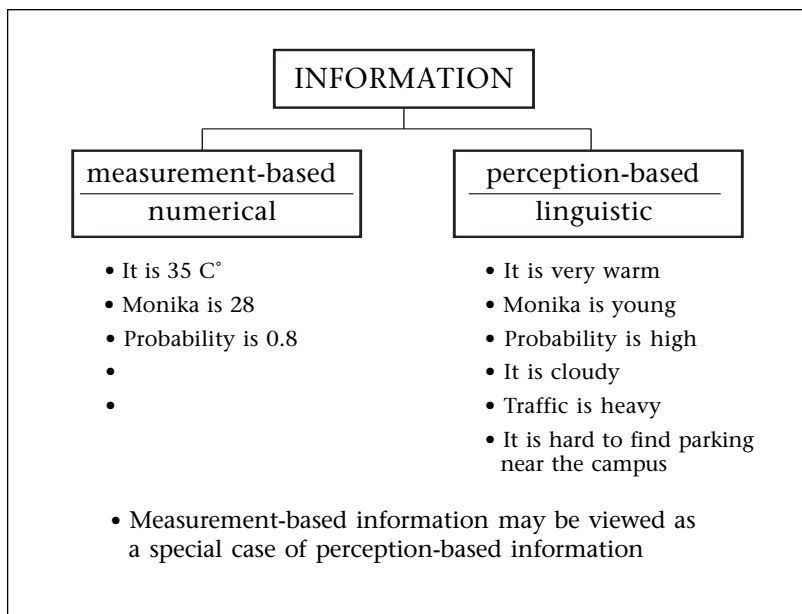 INFORMATION
measurement-based
numerical
• It is 35 C°
• Monika is 28
• Probability is 0.8
•
•
perception-based
linguistic
• It is very warm
• Monika is young
• Probability is high
• It is cloudy
• Traffic is heavy
• It is hard to find parking
near the campus
• Measurement-based information may be viewed as
a special case of perception-based information